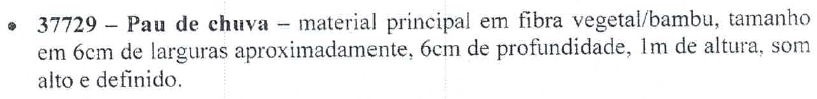 • 37729 – Pau de chuva – material principal em fibra vegetal/bambu, tamanho
em 6cm de larguras aproximadamente, 6cm de profundidade, 1m de altura, som
alto e definido.